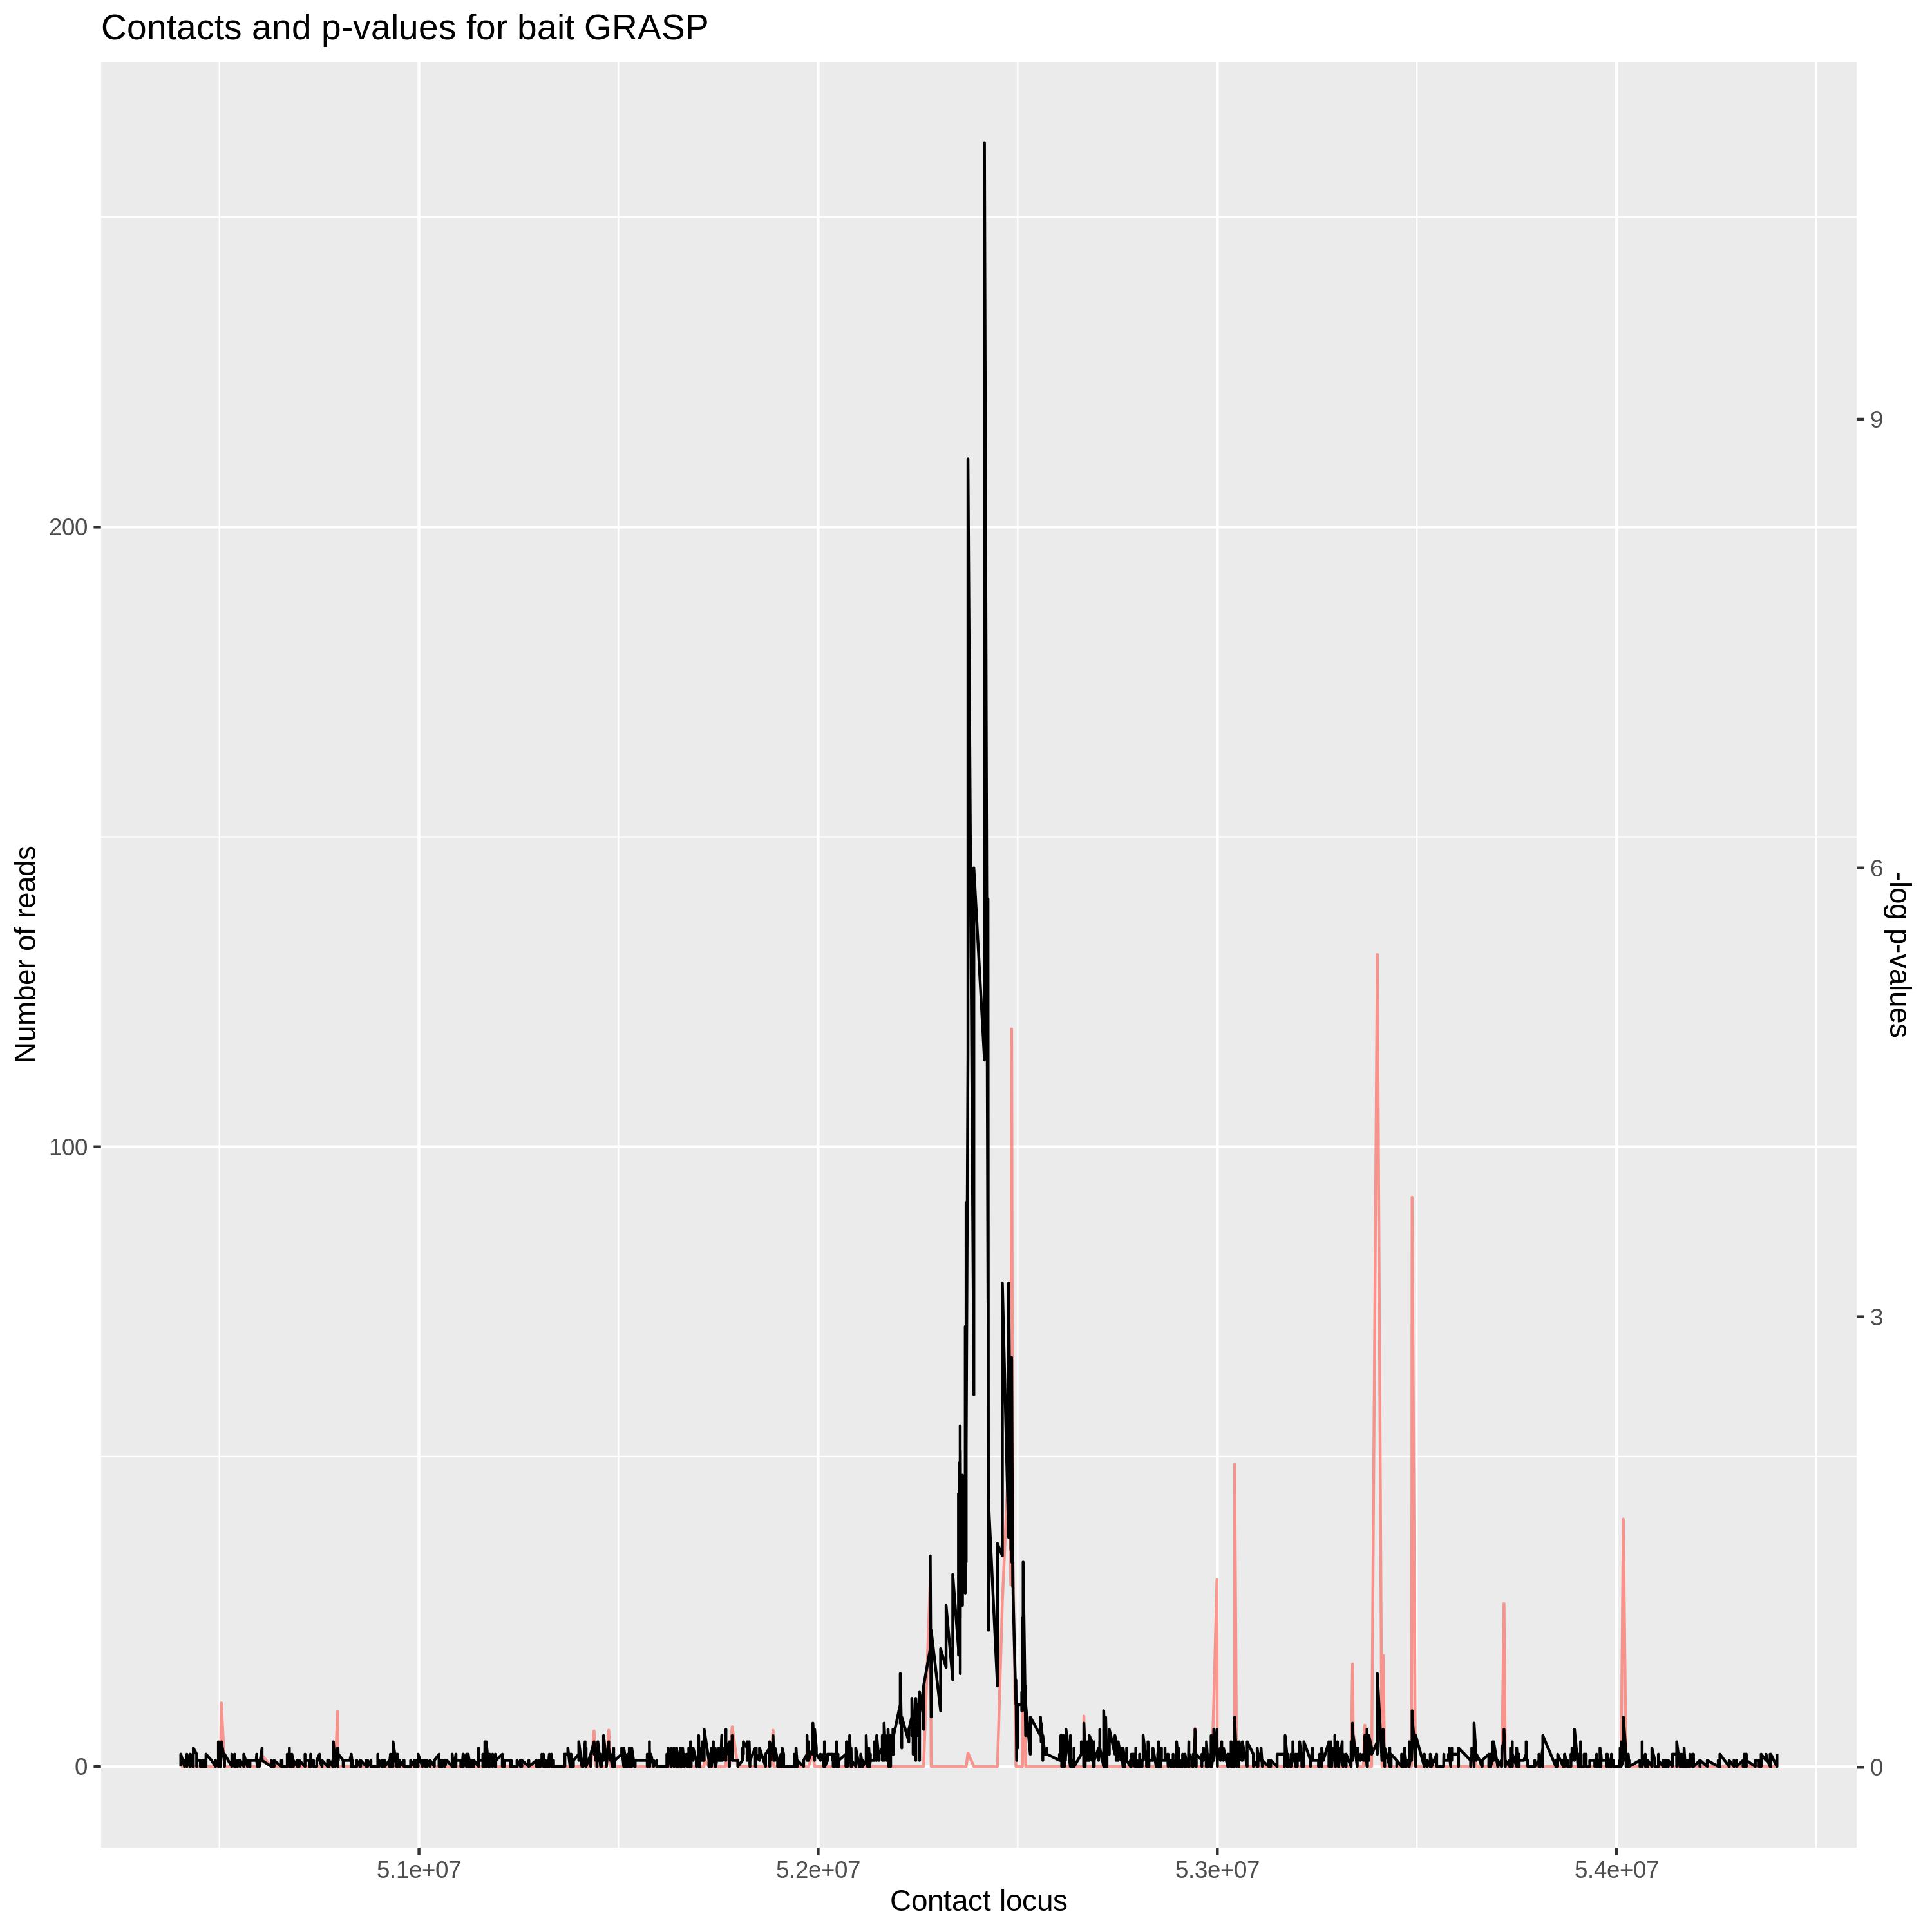 Contacts and p-values for bait GRASP
Number of reads
200
100
0
9
6
3
0
-log p-values
5.1e+07
5.2e+07
5.3e+07
5.4e+07
Contact locus